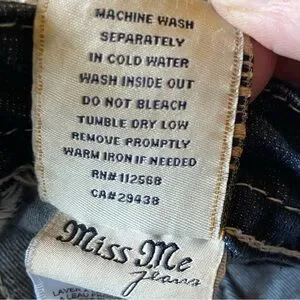 MACHINE WASH
SEPARATELY
IN COLD WATER
WASH INSIDE OUT
DO NOT BLEACH
TUMBLE DRY LOW
REMOVE PROMPTLY
WARM IRON IF NEEDED
RN#112568
CA#29438
Miss Me
jeans